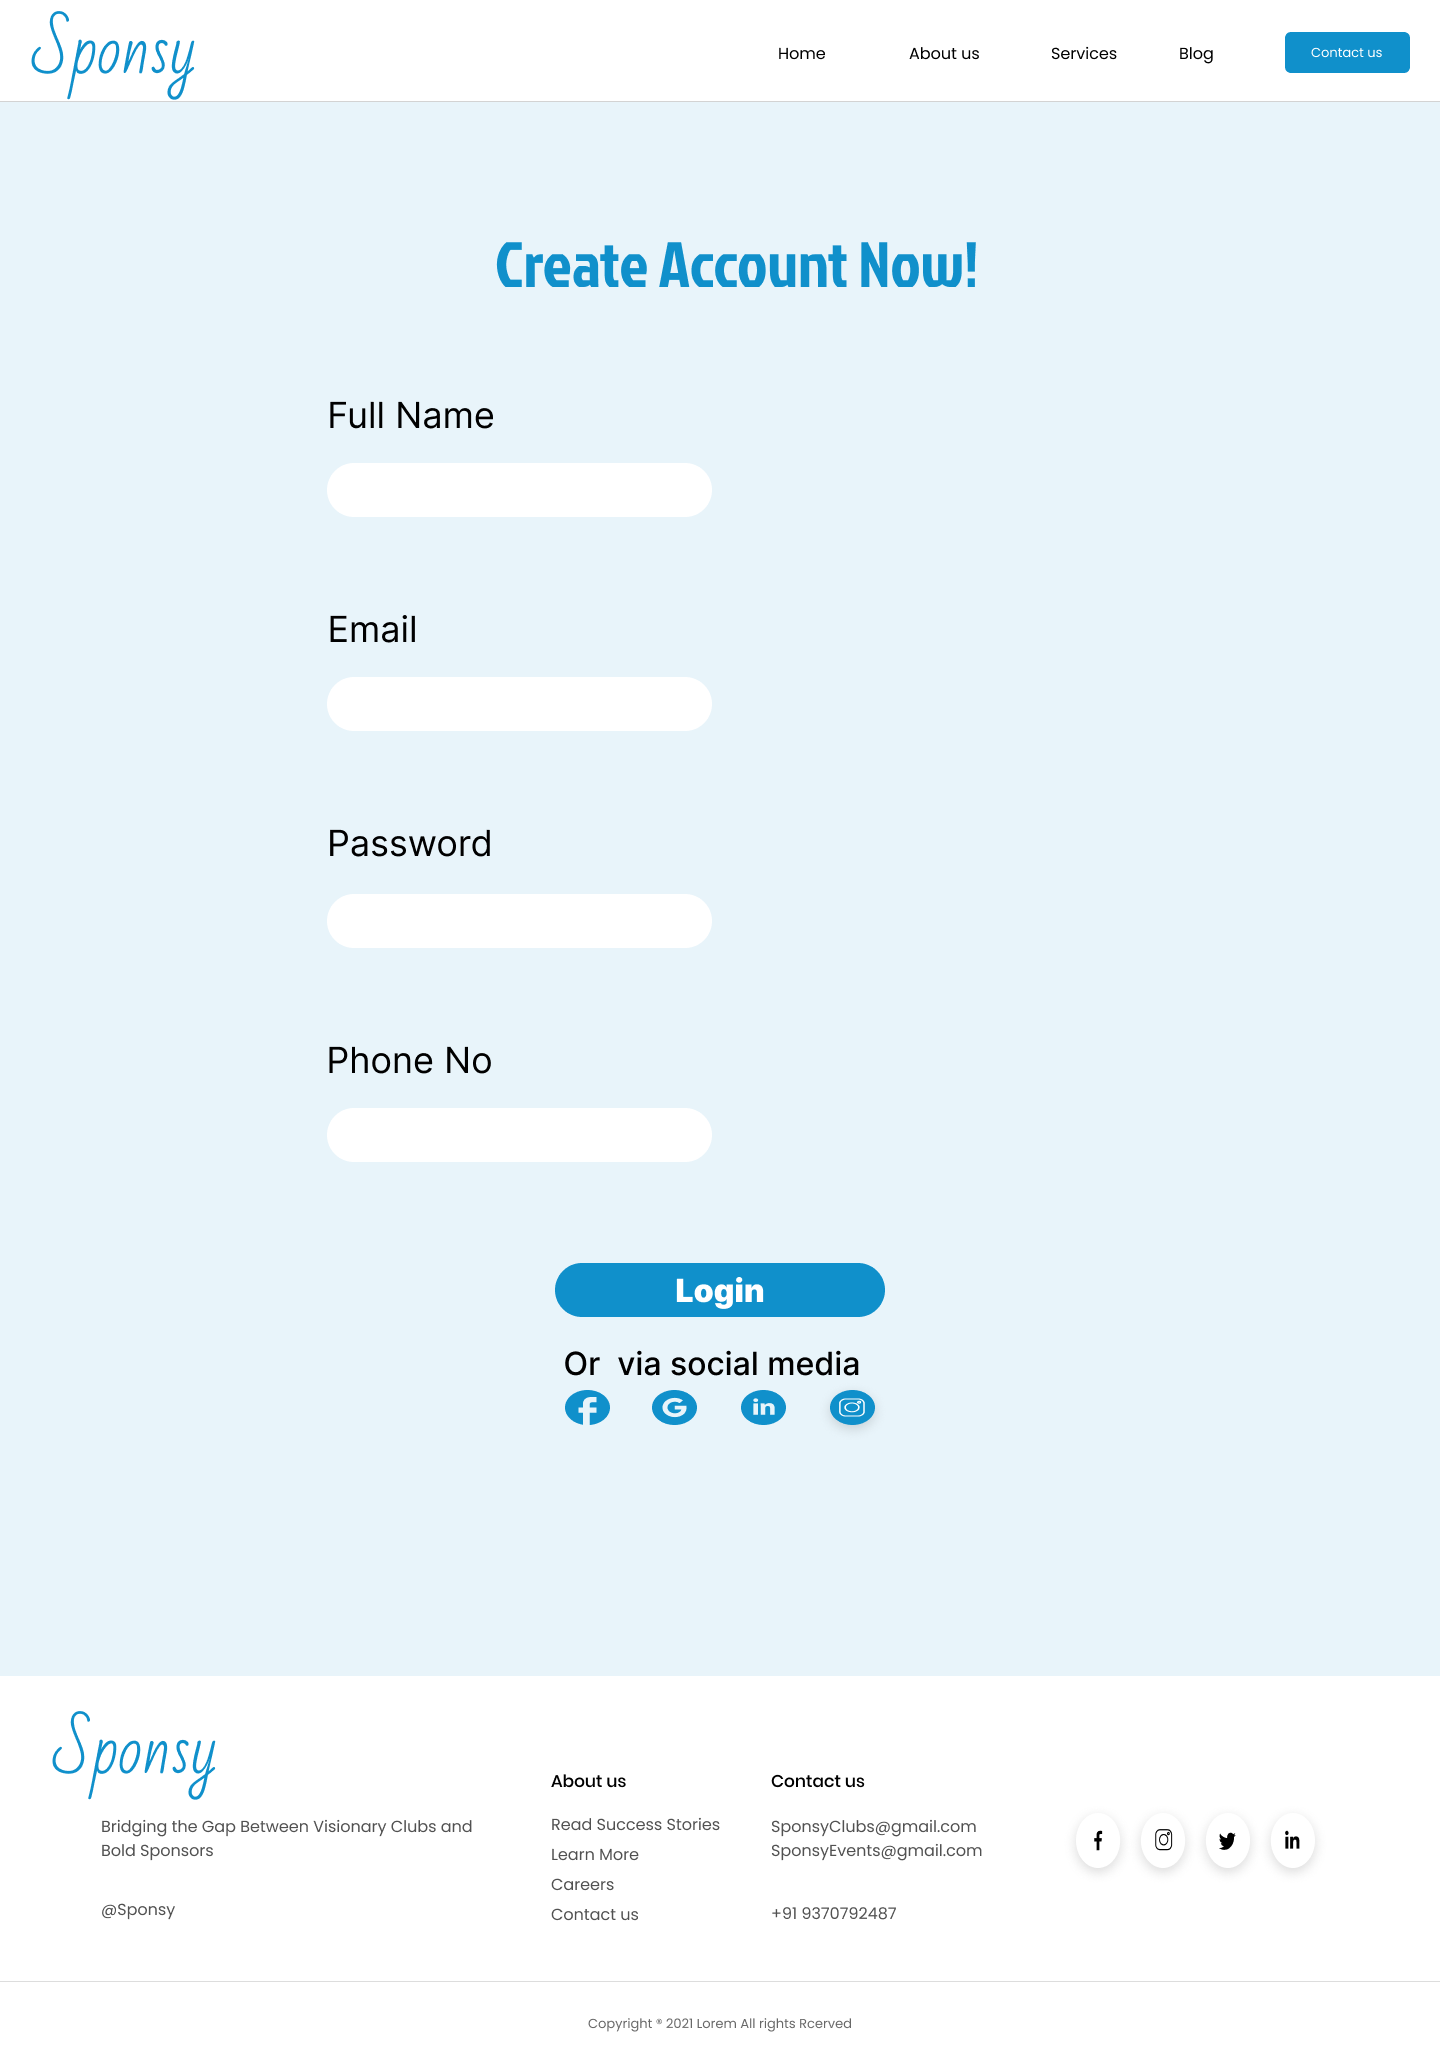 Sponsy
Home About us Services Blog Contact us
Create Account Now!
Full Name
Email
Password
Phone No
Login
Or via social media
Sponsy
Bridging the Gap Between Visionary Clubs and
Bold Sponsors
@Sponsy
About us
Read Success Stories
Learn More
Careers
Contact us
Contact us
SponsyClubs@gmail.com
SponsyEvents@gmail.com
+91 9370792487
Copyright ® 2021 Lorem All rights Rcerved